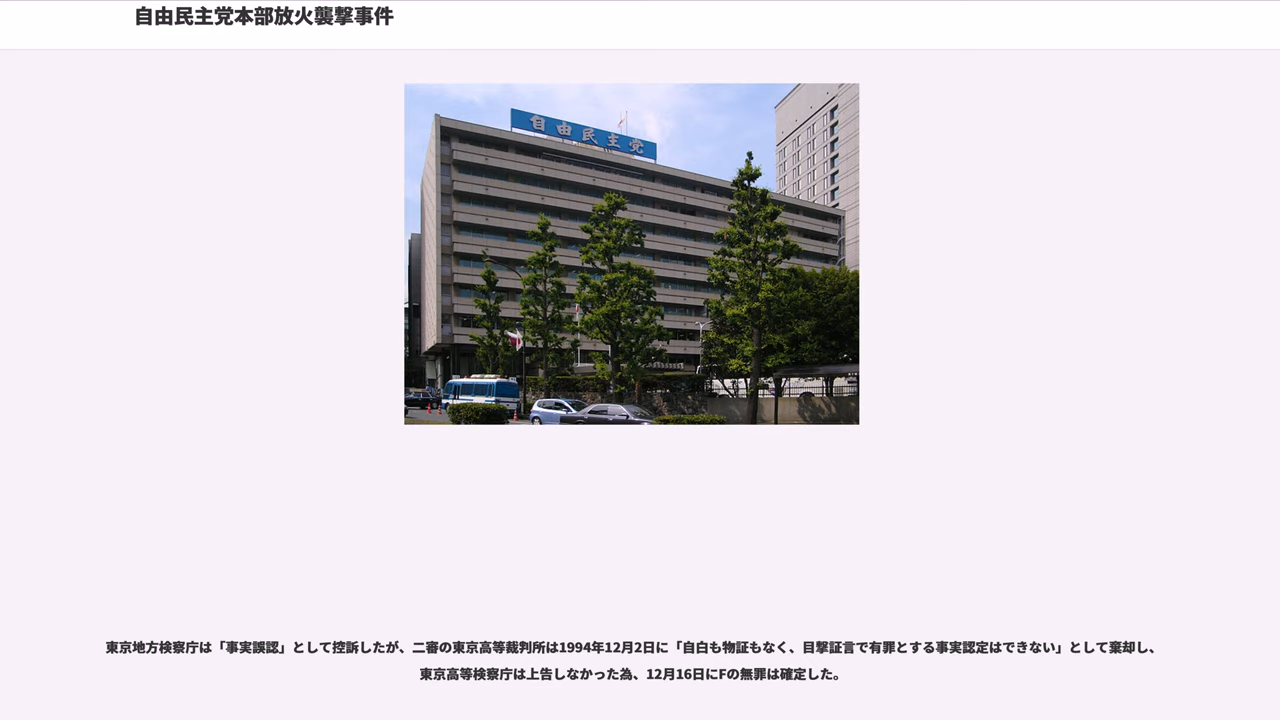 自由民主党本部放火襲撃事件
自由民主党
東京地方検察庁は「事実誤認」として控訴したが、二審の東京高等裁判所は1994年12月2日に「自白も物証もなく、目撃証言で有罪とする事実認定はできない」として棄却し、
東京高等検察庁は上告しなかった為、12月16日にFの無罪は確定した。